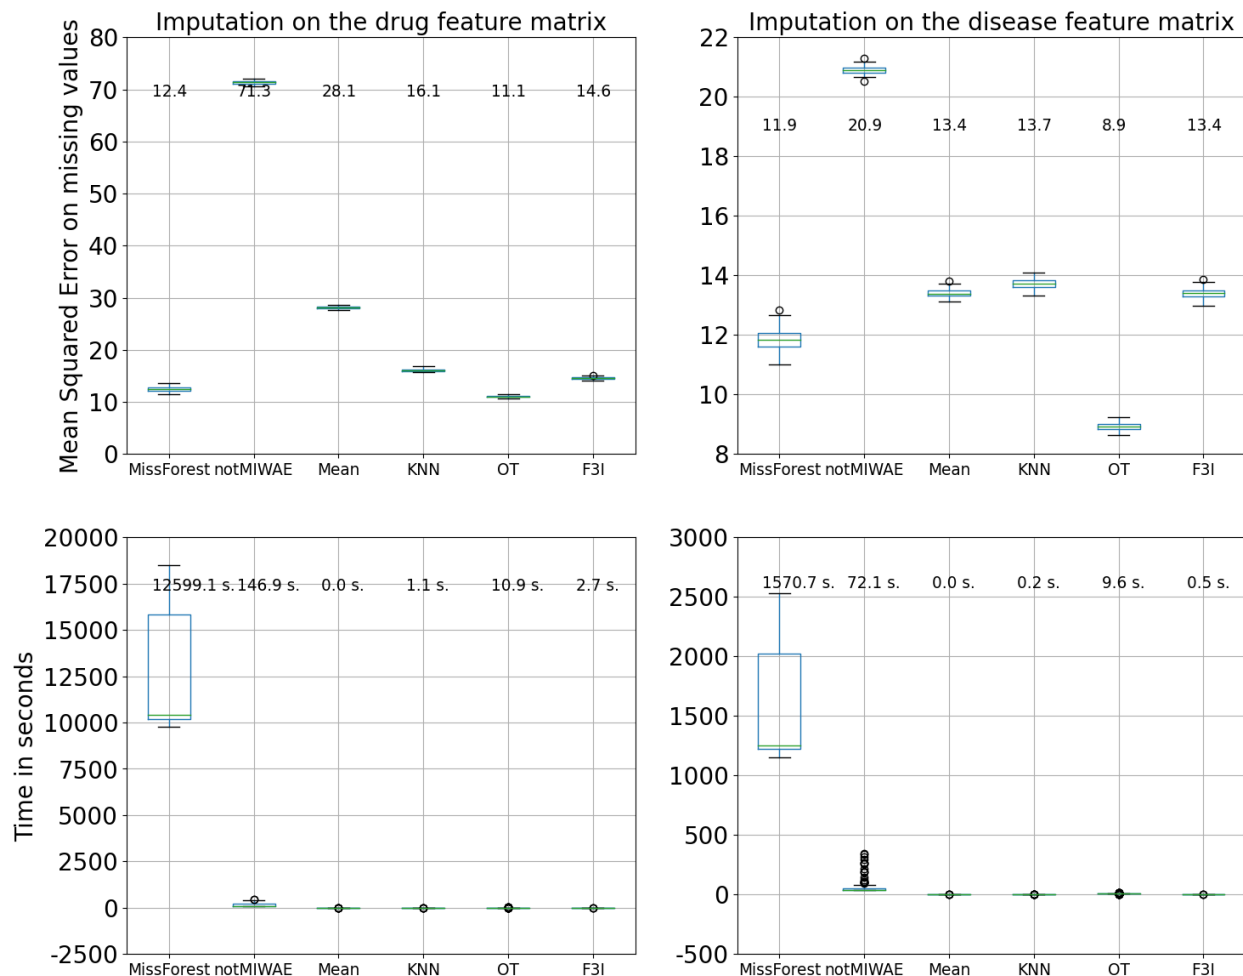 Imputation on the drug feature matrix
Mean Squared Error on missing values
80
70
60
50
40
30
20
10
0
12.4 71.3 28.1 16.1 11.1 14.6
MissForest notMIWAE Mean KNN OT F3I
Imputation on the disease feature matrix
22
20
18
16
14
12
10
8
11.9 20.9 13.4 13.7 8.9 13.4
MissForest notMIWAE Mean KNN OT F3I
Time in seconds
20000
17500
15000
12500
10000
7500
5000
2500
0
-2500
12599.1 s. 146.9 s. 0.0 s. 1.1 s. 10.9 s. 2.7 s.
MissForest notMIWAE Mean KNN OT F3I
3000
2500
2000
1500
1000
500
0
-500
1570.7 s. 72.1 s. 0.0 s. 0.2 s. 9.6 s. 0.5 s.
MissForest notMIWAE Mean KNN OT F3I